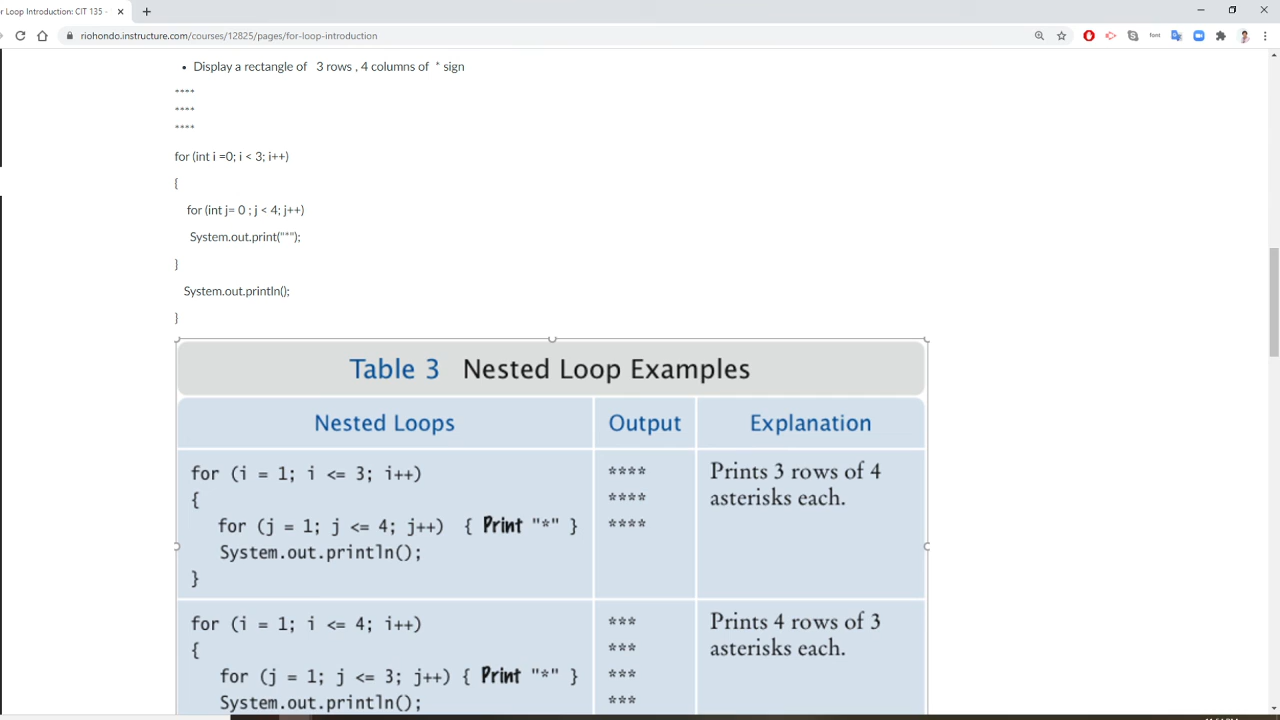 r Loop Introduction: CIT 135 -
riohondo.instructure.com/courses/12825/pages/for-loop-introduction
font
• Display a rectangle of 3 rows , 4 columns of * sign
****
****
****
for (int i =0; i < 3; i++)
{
for (int j= 0 ; j < 4; j++)
System.out.print("*");
}
System.out.println();
}
Table 3 Nested Loop Examples
Nested Loops Output Explanation
for (i = 1; i <= 3; i++) **** Prints 3 rows of 4
{ **** asterisks each.
for (j = 1; j <= 4; j++) { Print "*" } ****
System.out.println();
}
for (i = 1; i <= 4; i++) *** Prints 4 rows of 3
{ *** asterisks each.
for (j = 1; j <= 3; j++) { Print "*" } ***
System.out.println(); ***